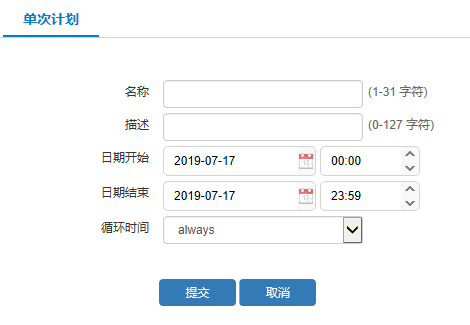 单次计划
名称 (1-31 字符)
描述 (0-127 字符)
日期开始 2019-07-17 00:00
日期结束 2019-07-17 23:59
循环时间 always
提交 取消